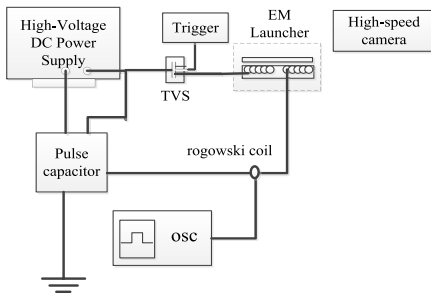 High-Voltage
DC Power
Supply
Trigger
EM
Launcher
High-speed
camera
TVS
Pulse
capacitor
rogowski coil
osc